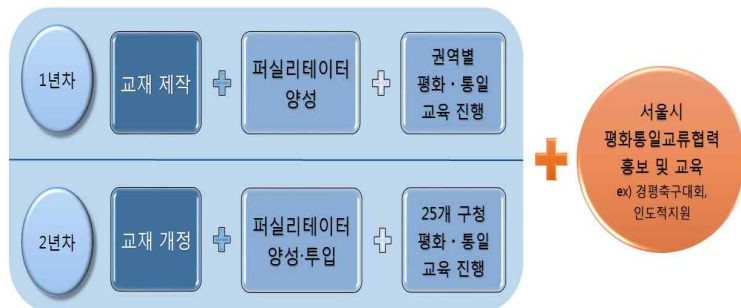 1년차
교재 제작
퍼실리테이터
양성
권역별
평화·통일
교육 진행
2년차
교재 개정
퍼실리테이터
양성·투입
25개 구청
평화·통일
교육 진행
서울시
평화통일교류협력
홍보 및 교육
ex) 경평축구대회,
인도적지원